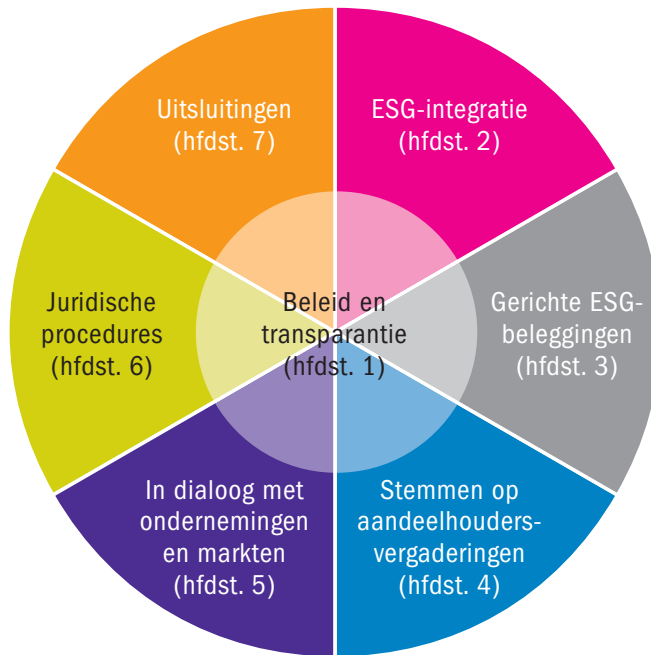 Uitsluitingen
(hfdst. 7)
ESG-integratie
(hfdst. 2)
Juridische
procedures
(hfdst. 6)
Beleid en
transparantie
(hfdst. 1)
Gerichte ESG-
beleggingen
(hfdst. 3)
In dialoog met
ondernemingen
en markten
(hfdst. 5)
Stemmen op
aandeelhouders-
vergaderingen
(hfdst. 4)